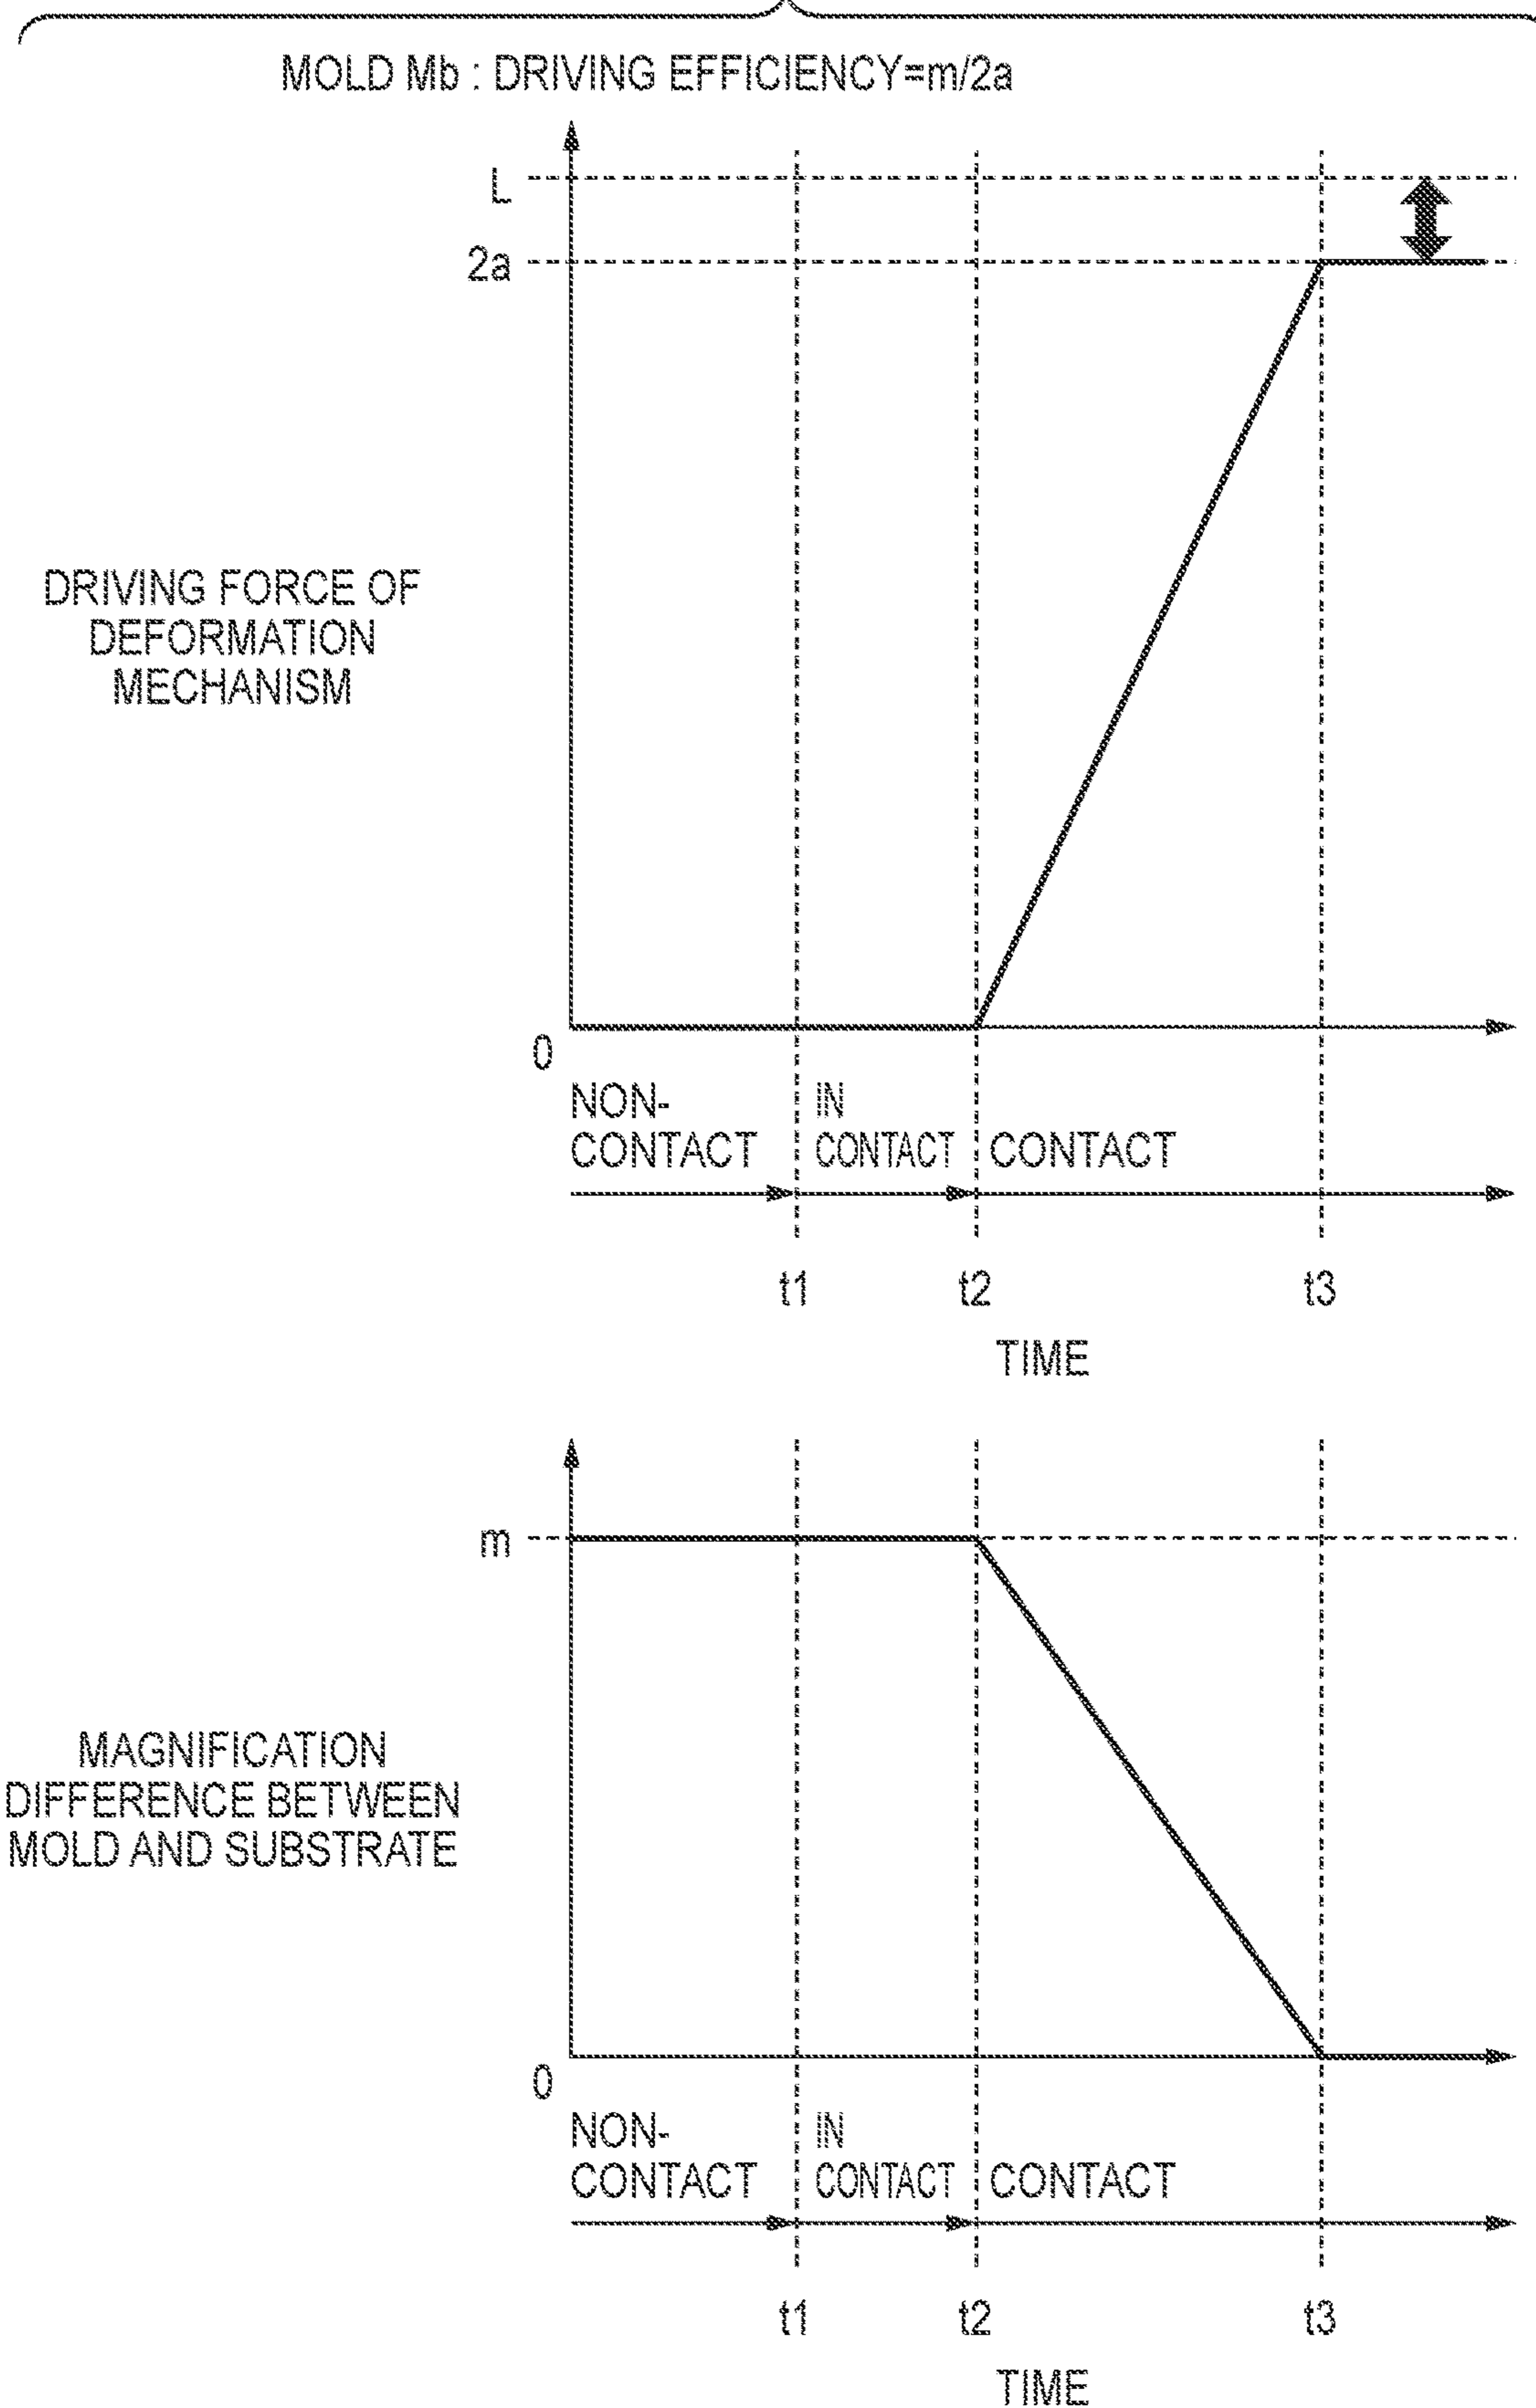 MOLD Mb : DRIVING EFFICIENCY=m/2a
L
2a
DRIVING FORCE OF
DEFORMATION
MECHANISM
0
NON-
CONTACT
IN
CONTACT
CONTACT
t1
t2
t3
TIME
m
MAGNIFICATION
DIFFERENCE BETWEEN
MOLD AND SUBSTRATE
0
NON-
CONTACT
IN
CONTACT
CONTACT
t1
t2
t3
TIME